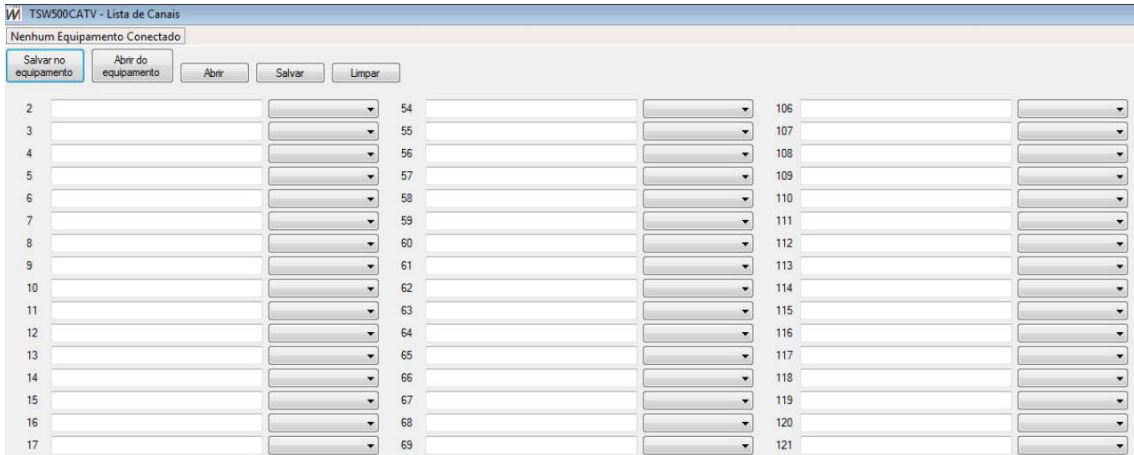 W TSW500CATV - Lista de Canais
Nenhum Equipamento Conectado
Salvar no equipamento Abrir do equipamento Abrir Salvar Limpar
2 54 106
3 55 107
4 56 108
5 57 109
6 58 110
7 59 111
8 60 112
9 61 113
10 62 114
11 63 115
12 64 116
13 65 117
14 66 118
15 67 119
16 68 120
17 69 121